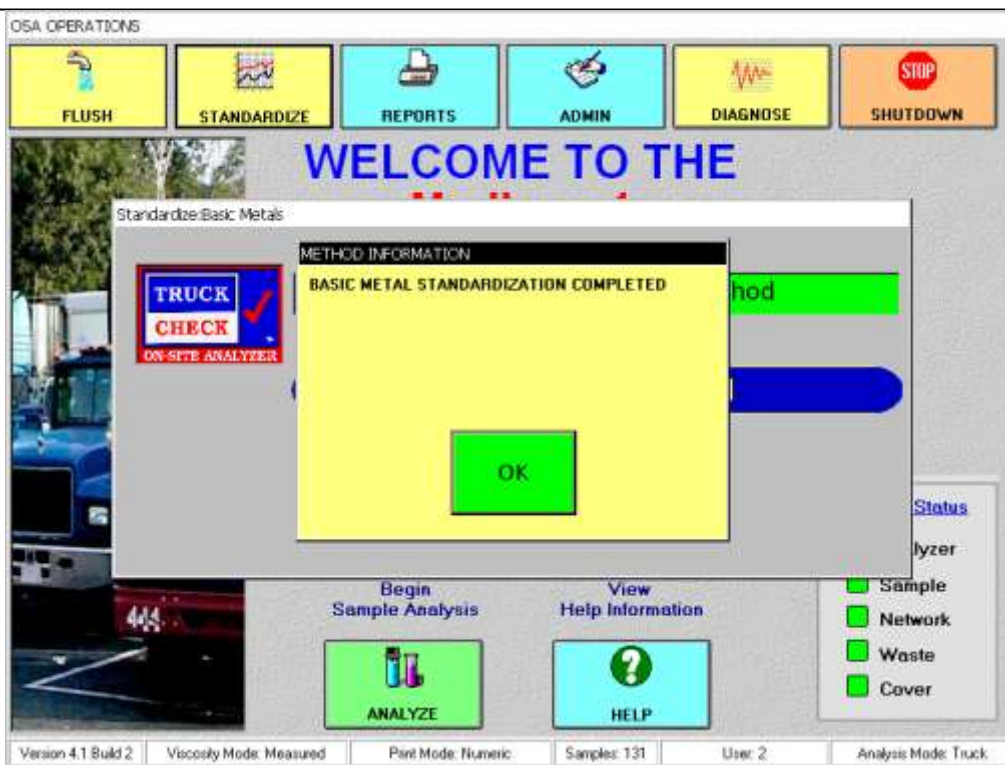 OSA OPERATIONS
FLUSH
STANDARDIZE
REPORTS
ADMIN
DIAGNOSE
STOP
SHUTDOWN
WELCOME TO THE
Standardize:Basic Metals
METHOD INFORMATION
BASIC METAL STANDARDIZATION COMPLETED
hod
TRUCK
CHECK
ON-SITE ANALYZER
OK
Status
lyzer
Sample
Network
Waste
Cover
444
Begin
Sample Analysis
View
Help Information
ANALYZE
HELP
Version 4.1 Build 2
Viscosity Mode: Measured
Print Mode: Numeric
Samples: 131
User: 2
Analysis Mode: Truck